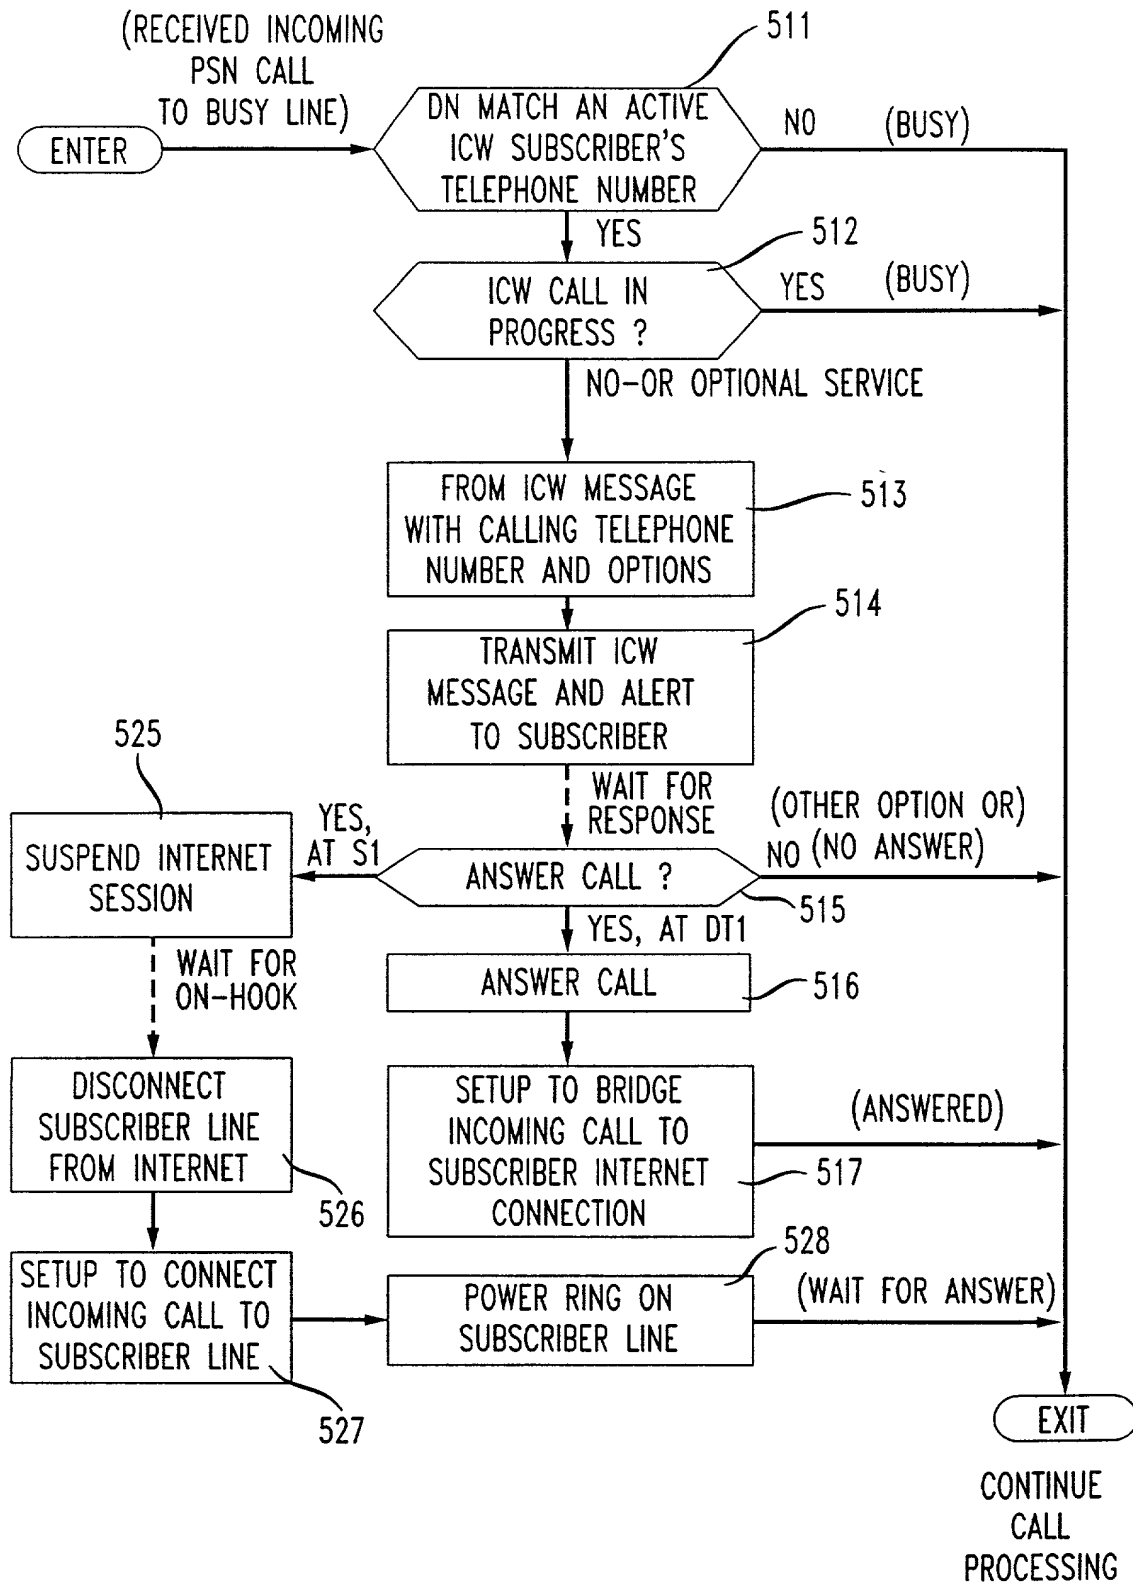 (RECEIVED INCOMING
PSN CALL
TO BUSY LINE)
ENTER
511
DN MATCH AN ACTIVE
ICW SUBSCRIBER'S
TELEPHONE NUMBER
NO (BUSY)
YES
512
ICW CALL IN
PROGRESS ?
YES (BUSY)
NO-OR OPTIONAL SERVICE
513
FROM ICW MESSAGE
WITH CALLING TELEPHONE
NUMBER AND OPTIONS
514
TRANSMIT ICW
MESSAGE AND ALERT
TO SUBSCRIBER
WAIT FOR
RESPONSE
525
SUSPEND INTERNET
SESSION
YES,
AT S1
ANSWER CALL ?
(OTHER OPTION OR)
NO (NO ANSWER)
515
YES, AT DT1
WAIT FOR
ON-HOOK
ANSWER CALL
516
DISCONNECT
SUBSCRIBER LINE
FROM INTERNET
526
SETUP TO BRIDGE
INCOMING CALL TO
SUBSCRIBER INTERNET
CONNECTION
(ANSWERED)
517
SETUP TO CONNECT
INCOMING CALL TO
SUBSCRIBER LINE
527
528
POWER RING ON
SUBSCRIBER LINE
(WAIT FOR ANSWER)
EXIT
CONTINUE
CALL
PROCESSING